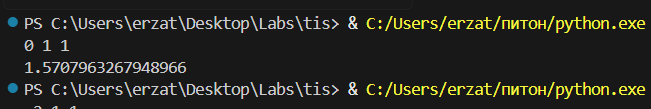 PS C:\Users\erzat\Desktop\Labs\tis> & C:/Users/erzat/питон/python.exe
0 1 1
1.5707963267948966
PS C:\Users\erzat\Desktop\Labs\tis> & C:/Users/erzat/питон/python.exe